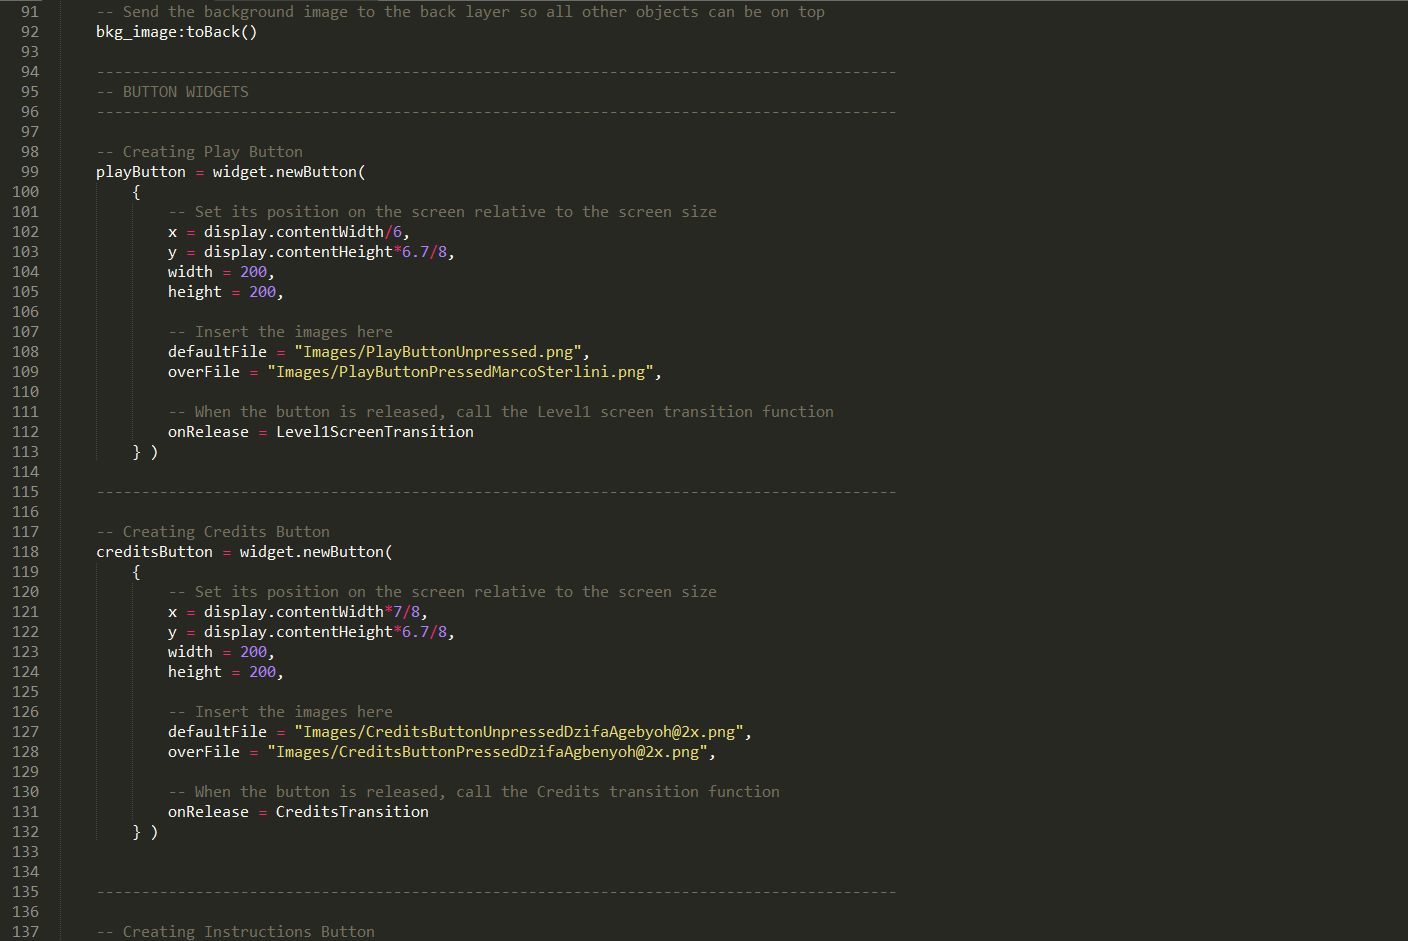 91 -- Send the background image to the back layer so all other objects can be on top
92 bkg_image:toBack()
93
94 -----------------------------------------------------------------------------------------
95 -- BUTTON WIDGETS
96 -----------------------------------------------------------------------------------------
97
98 -- Creating Play Button
99 playButton = widget.newButton(
100 {
101 -- Set its position on the screen relative to the screen size
102 x = display.contentWidth/6,
103 y = display.contentHeight*6.7/8,
104 width = 200,
105 height = 200,
106
107 -- Insert the images here
108 defaultFile = "Images/PlayButtonUnpressed.png",
109 overFile = "Images/PlayButtonPressedMarcoSterlini.png",
110
111 -- When the button is released, call the Level1 screen transition function
112 onRelease = Level1ScreenTransition
113 } )
114
115 -----------------------------------------------------------------------------------------
116
117 -- Creating Credits Button
118 creditsButton = widget.newButton(
119 {
120 -- Set its position on the screen relative to the screen size
121 x = display.contentWidth*7/8,
122 y = display.contentHeight*6.7/8,
123 width = 200,
124 height = 200,
125
126 -- Insert the images here
127 defaultFile = "Images/CreditsButtonUnpressedDzifaAgebyoh@2x.png",
128 overFile = "Images/CreditsButtonPressedDzifaAgbenyoh@2x.png",
129
130 -- When the button is released, call the Credits transition function
131 onRelease = CreditsTransition
132 } )
133
134
135 -----------------------------------------------------------------------------------------
136
137 -- Creating Instructions Button